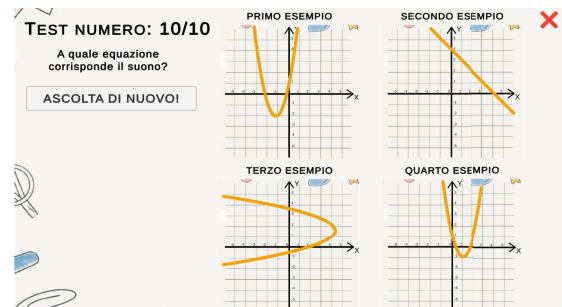 TEST NUMERO: 10/10
A quale equazione
corrisponde il suono?
ASCOLTA DI NUOVO!
PRIMO ESEMPIO
Y
X
SECONDO ESEMPIO
Y
X
TERZO ESEMPIO
Y
X
QUARTO ESEMPIO
Y
X